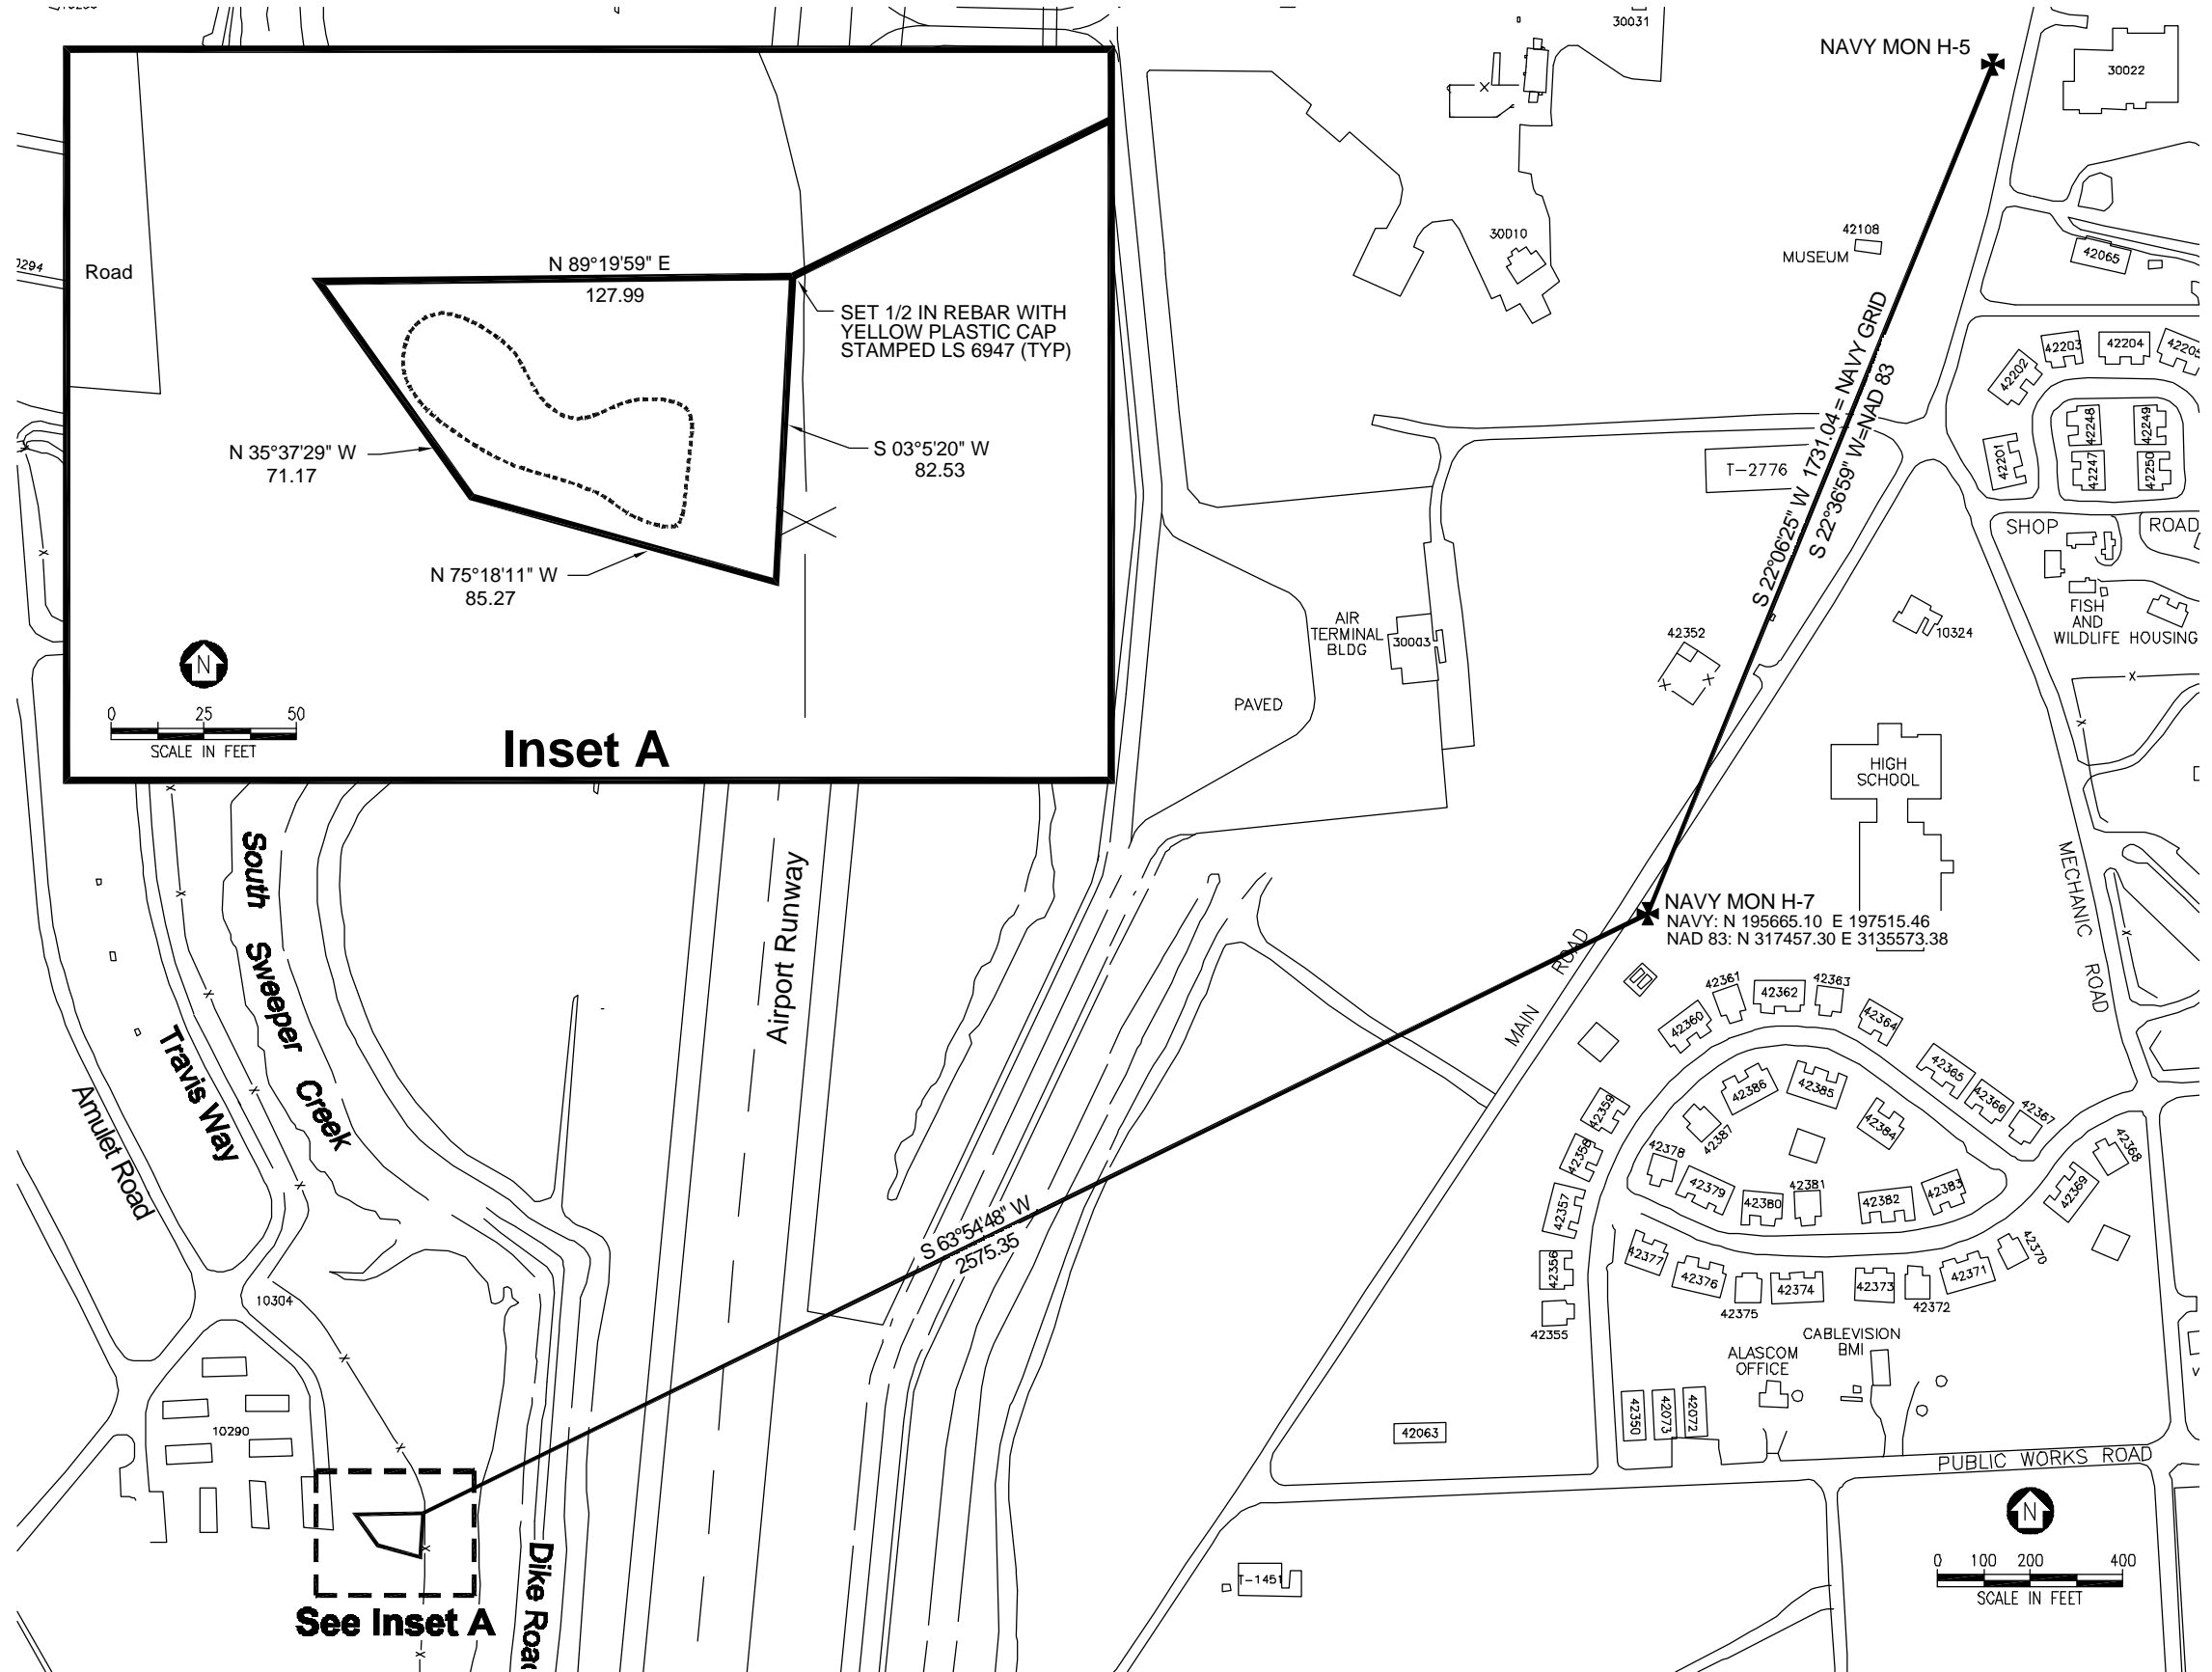 30031
NAVY MON H-5
30022
Road
N 89°19'59" E
127.99
SET 1/2 IN REBAR WITH
YELLOW PLASTIC CAP
STAMPED LS 6947 (TYP)
N 35°37'29" W
71.17
S 03°5'20" W
82.53
N 75°18'11" W
85.27
N
0 25 50
SCALE IN FEET
Inset A
30010
42108
MUSEUM
42065
S 22°06'25" W 1731.04 = NAVY GRID
S 22°36'59" W=NAD 83
42202
42203
42204
42205
42201
42248
42249
42247
42250
T-2776
SHOP ROAD
FISH
AND
WILDLIFE HOUSING
10324
42352
AIR
TERMINAL
BLDG
30003
PAVED
HIGH
SCHOOL
MECHANIC ROAD
NAVY MON H-7
NAVY: N 195665.10 E 197515.46
NAD 83: N 317457.30 E 3135573.38
MAIN ROAD
South Sweeper Creek
Airport Runway
Travis Way
Amulet Road
S 63°54'48" W
2575.35
42360
42361
42362
42363
42364
42365
42366
42367
42368
42369
42370
42371
42372
42373
42374
42375
42376
42377
42378
42379
42380
42381
42382
42383
42384
42385
42386
42387
42359
42358
42357
42356
42355
CABLEVISION
BMI
ALASCOM
OFFICE
42350
42073
42072
42063
PUBLIC WORKS ROAD
10304
10290
T-1451
Dike Roa
See Inset A
N
0 100 200 400
SCALE IN FEET